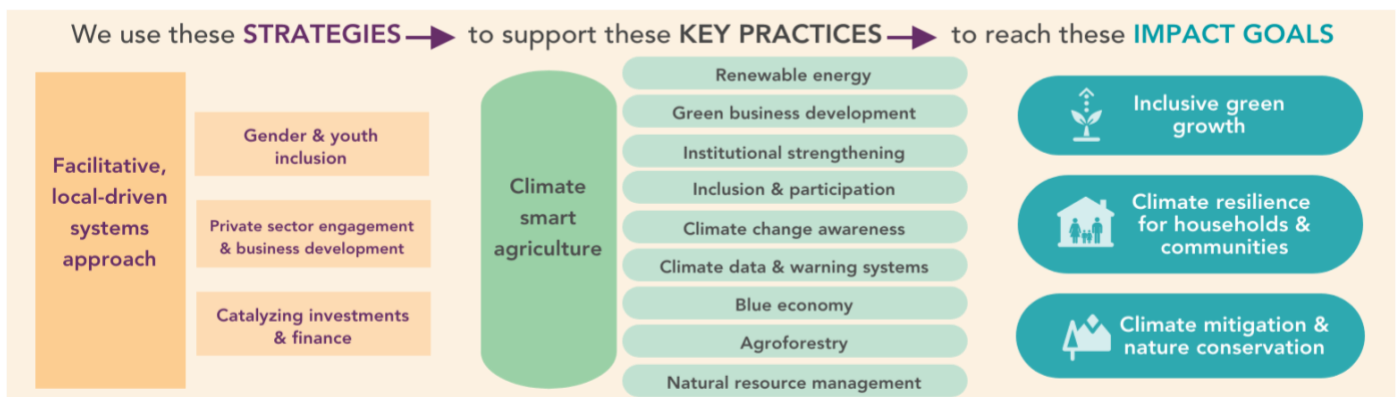 We use these STRATEGIES to support these KEY PRACTICES to reach these IMPACT GOALS
Facilitative,
local-driven
systems
approach
Gender & youth
inclusion
Private sector engagement
& business development
Catalyzing investments
& finance
Climate
smart
agriculture
Renewable energy
Green business development
Institutional strengthening
Inclusion & participation
Climate change awareness
Climate data & warning systems
Blue economy
Agroforestry
Natural resource management
Inclusive green
growth
Climate resilience
for households &
communities
Climate mitigation &
nature conservation